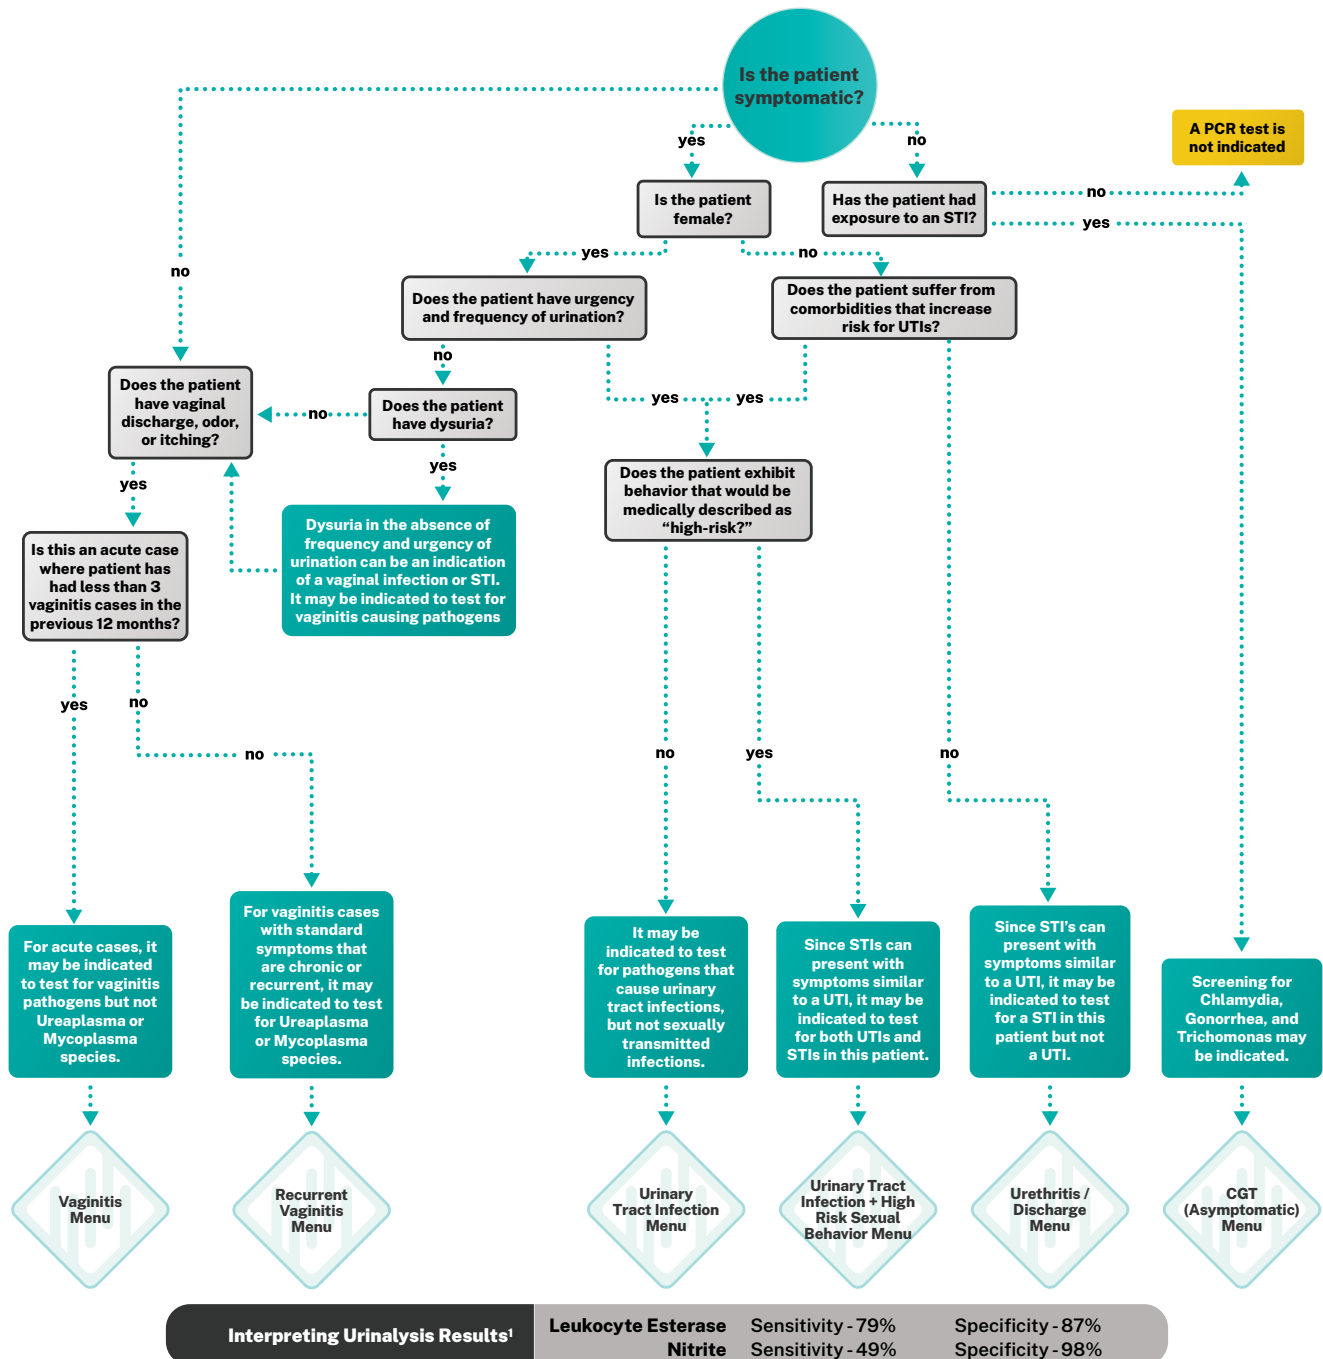 Is the patient
symptomatic?
yes
no
A PCR test is
not indicated
Is the patient
female?
Has the patient had
exposure to an STI?
no
yes
yes
no
no
Does the patient have urgency
and frequency of urination?
Does the patient suffer from
comorbidities that increase
risk for UTIs?
no
Does the patient
have vaginal
discharge, odor,
or itching?
no
Does the patient
have dysuria?
yes
yes
yes
yes
Does the patient exhibit
behavior that would be
medically described as
“high-risk?”
Is this an acute case
where patient has
had less than 3
vaginitis cases in the
previous 12 months?
Dysuria in the absence of
frequency and urgency of
urination can be an indication
of a vaginal infection or STI.
It may be indicated to test for
vaginitis causing pathogens
yes
no
no
no
yes
no
For acute cases, it
may be indicated
to test for vaginitis
pathogens but not
Ureaplasma or
Mycoplasma
species.
For vaginitis cases
with standard
symptoms that
are chronic or
recurrent, it may
be indicated to test
for Ureaplasma
or Mycoplasma
species.
It may be
indicated to test
for pathogens that
cause urinary
tract infections,
but not sexually
transmitted
infections.
Since STIs can
present with
symptoms similar
to a UTI, it may be
indicated to test
for both UTIs and
STIs in this patient.
Since STI's can
present with
symptoms similar
to a UTI, it may be
indicated to test
for a STI in this
patient but not
a UTI.
Screening for
Chlamydia,
Gonorrhea, and
Trichomonas may
be indicated.
Vaginitis
Menu
Recurrent
Vaginitis
Menu
Urinary
Tract Infection
Menu
Urinary Tract
Infection + High
Risk Sexual
Behavior Menu
Urethritis /
Discharge
Menu
CGT
(Asymptomatic)
Menu
Interpreting Urinalysis Results¹
Leukocyte Esterase Sensitivity - 79% Specificity - 87%
Nitrite Sensitivity - 49% Specificity - 98%